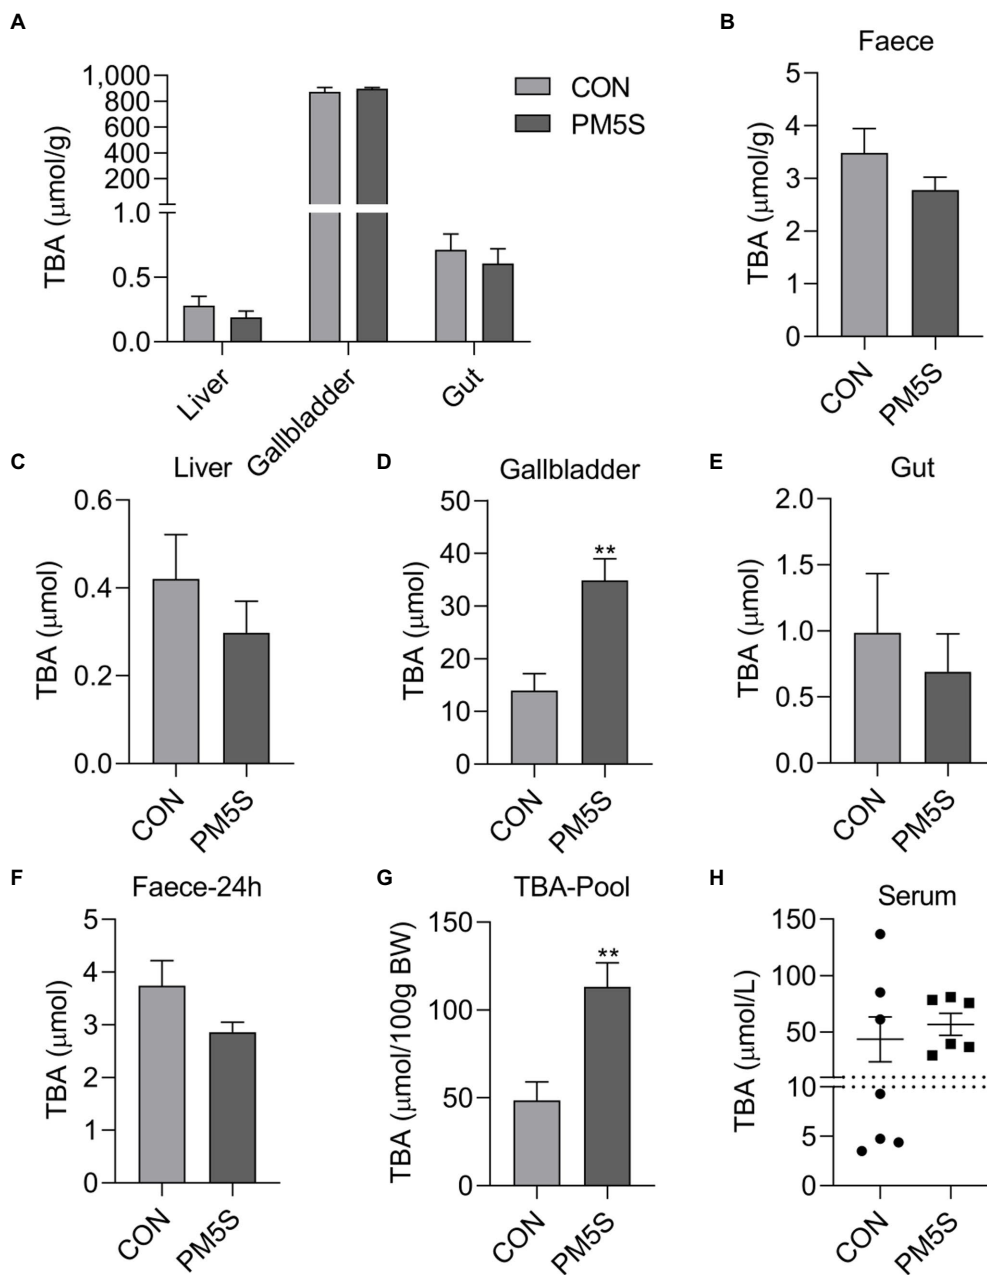 A
TBA (μmol/g)
1,000
800
600
400
200
1.0
0.5
0.0
Liver
Gallbladder
Gut
CON
PM5S
B
Faece
TBA (μmol/g)
5
4
3
2
1
0
CON
PM5S
C
Liver
TBA (μmol)
0.6
0.4
0.2
0.0
CON
PM5S
D
Gallbladder
TBA (μmol)
50
40
30
20
10
0
**
CON
PM5S
E
Gut
TBA (μmol)
2.0
1.5
1.0
0.5
0.0
CON
PM5S
F
Faece-24h
TBA (μmol)
5
4
3
2
1
0
CON
PM5S
G
TBA-Pool
TBA (μmol/100g BW)
150
100
50
0
**
CON
PM5S
H
Serum
TBA (μmol/L)
150
100
50
10
5
0
CON
PM5S